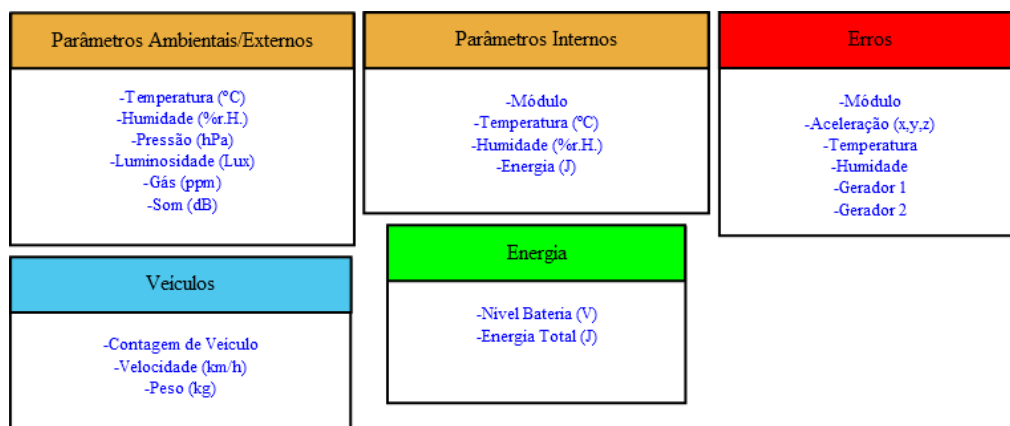 Parâmetros Ambientais/Externos
-Temperatura (ºC)
-Humidade (%r.H.)
-Pressão (hPa)
-Luminosidade (Lux)
-Gás (ppm)
-Som (dB)
Parâmetros Internos
-Módulo
-Temperatura (ºC)
-Humidade (%r.H.)
-Energia (J)
Erros
-Módulo
-Aceleração (x,y,z)
-Temperatura
-Humidade
-Gerador 1
-Gerador 2
Veículos
-Contagem de Veículo
-Velocidade (km/h)
-Peso (kg)
Energia
-Nivel Bateria (V)
-Energia Total (J)